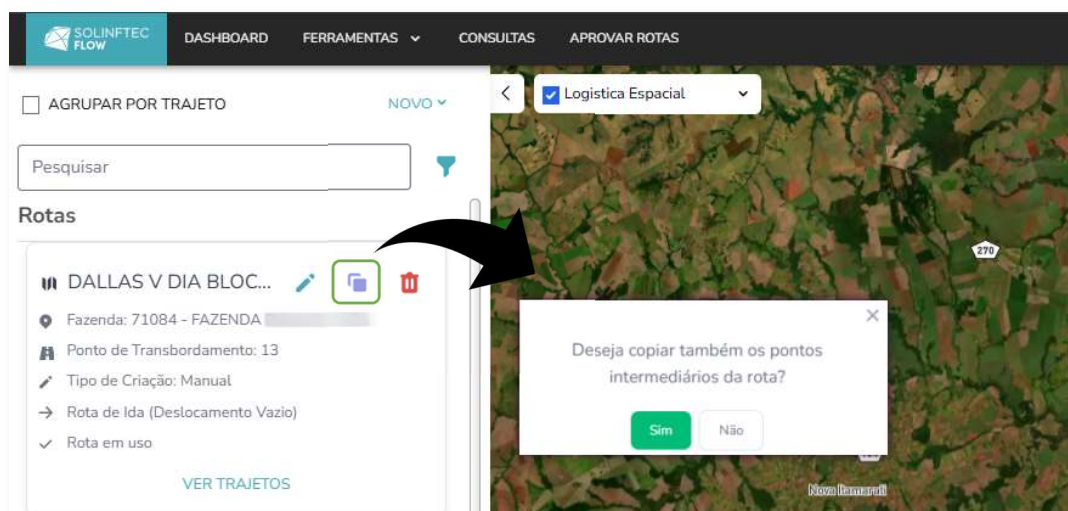 SOLINFTEC
FLOW
DASHBOARD
FERRAMENTAS
CONSULTAS
APROVAR ROTAS
AGRUPAR POR TRAJETO
NOVO
Logistica Espacial
Pesquisar
Rotas
270
DALLAS V DIA BLOC...
Fazenda: 71084 - FAZENDA
Ponto de Transbordamento: 13
Tipo de Criação: Manual
Rota de Ida (Deslocamento Vazio)
Rota em uso
VER TRAJETOS
Deseja copiar também os pontos
intermediários da rota?
Sim
Não
Nova Itamarati